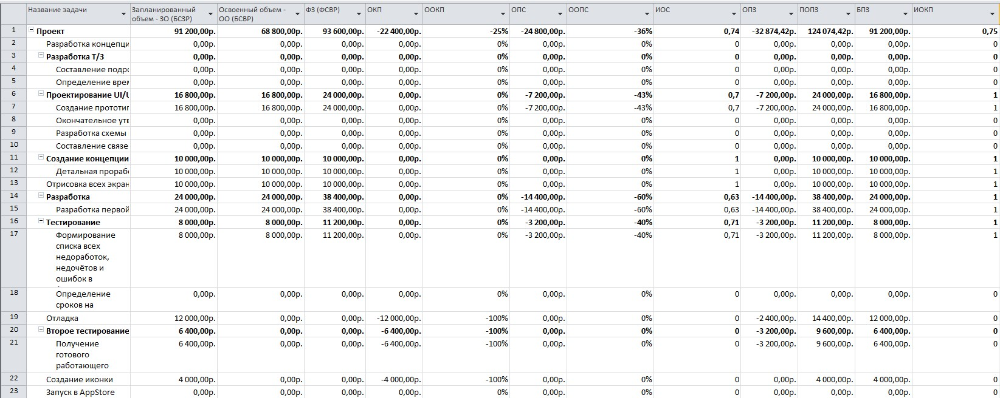 Название задачи Запланированный объем - ЗО (БСЗР) Освоенный объем - ОО (БСВР) ФЗ (ФСВР) ОКП ООКП ОПС ООПС ИОС ОПЗ ПОПЗ БПЗ ИОКП
1 Проект 91 200,00р. 68 800,00р. 93 600,00р. -22 400,00р. -25% -24 800,00р. -36% 0,74 -32 874,42р. 124 074,42р. 91 200,00р. 0,75
2 Разработка концепци 0,00р. 0,00р. 0,00р. 0,00р. 0% 0,00р. 0% 0 0,00р. 0,00р. 0,00р. 0
3 Разработка Т/З 0,00р. 0,00р. 0,00р. 0,00р. 0% 0,00р. 0% 0 0,00р. 0,00р. 0,00р. 0
4 Составление подро 0,00р. 0,00р. 0,00р. 0,00р. 0% 0,00р. 0% 0 0,00р. 0,00р. 0,00р. 0
5 Определение врем 0,00р. 0,00р. 0,00р. 0,00р. 0% 0,00р. 0% 0 0,00р. 0,00р. 0,00р. 0
6 Проектирование UI/U 16 800,00р. 16 800,00р. 24 000,00р. 0,00р. 0% -7 200,00р. -43% 0,7 -7 200,00р. 24 000,00р. 16 800,00р. 1
7 Создание прототип 16 800,00р. 16 800,00р. 24 000,00р. 0,00р. 0% -7 200,00р. -43% 0,7 -7 200,00р. 24 000,00р. 16 800,00р. 1
8 Окончательное утв 0,00р. 0,00р. 0,00р. 0,00р. 0% 0,00р. 0% 0 0,00р. 0,00р. 0,00р. 0
9 Разработка схемы 0,00р. 0,00р. 0,00р. 0,00р. 0% 0,00р. 0% 0 0,00р. 0,00р. 0,00р. 0
10 Составление связе 0,00р. 0,00р. 0,00р. 0,00р. 0% 0,00р. 0% 0 0,00р. 0,00р. 0,00р. 0
11 Создание концепции 10 000,00р. 10 000,00р. 10 000,00р. 0,00р. 0% 0,00р. 0% 1 0,00р. 10 000,00р. 10 000,00р. 1
12 Детальная прораб 10 000,00р. 10 000,00р. 10 000,00р. 0,00р. 0% 0,00р. 0% 1 0,00р. 10 000,00р. 10 000,00р. 1
13 Отрисовка всех экран 10 000,00р. 10 000,00р. 10 000,00р. 0,00р. 0% 0,00р. 0% 1 0,00р. 10 000,00р. 10 000,00р. 1
14 Разработка 24 000,00р. 24 000,00р. 38 400,00р. 0,00р. 0% -14 400,00р. -60% 0,63 -14 400,00р. 38 400,00р. 24 000,00р. 1
15 Разработка первой 24 000,00р. 24 000,00р. 38 400,00р. 0,00р. 0% -14 400,00р. -60% 0,63 -14 400,00р. 38 400,00р. 24 000,00р. 1
16 Тестирование 8 000,00р. 8 000,00р. 11 200,00р. 0,00р. 0% -3 200,00р. -40% 0,71 -3 200,00р. 11 200,00р. 8 000,00р. 1
17 Формирование 8 000,00р. 8 000,00р. 11 200,00р. 0,00р. 0% -3 200,00р. -40% 0,71 -3 200,00р. 11 200,00р. 8 000,00р. 1
списка всех
недоработок,
недочётов и
ошибок в
18 Определение 0,00р. 0,00р. 0,00р. 0,00р. 0% 0,00р. 0% 0 0,00р. 0,00р. 0,00р. 0
сроков на
19 Отладка 12 000,00р. 0,00р. 0,00р. -12 000,00р. -100% 0,00р. 0% 0 -2 400,00р. 14 400,00р. 12 000,00р. 0
20 Второе тестирование 6 400,00р. 0,00р. 0,00р. -6 400,00р. -100% 0,00р. 0% 0 -3 200,00р. 9 600,00р. 6 400,00р. 0
21 Получение 6 400,00р. 0,00р. 0,00р. -6 400,00р. -100% 0,00р. 0% 0 -3 200,00р. 9 600,00р. 6 400,00р. 0
готового
работающего
22 Создание иконки 4 000,00р. 0,00р. 0,00р. -4 000,00р. -100% 0,00р. 0% 0 0,00р. 4 000,00р. 4 000,00р. 0
23 Запуск в AppStore 0,00р. 0,00р. 0,00р. 0,00р. 0% 0,00р. 0% 0 0,00р. 0,00р. 0,00р. 0